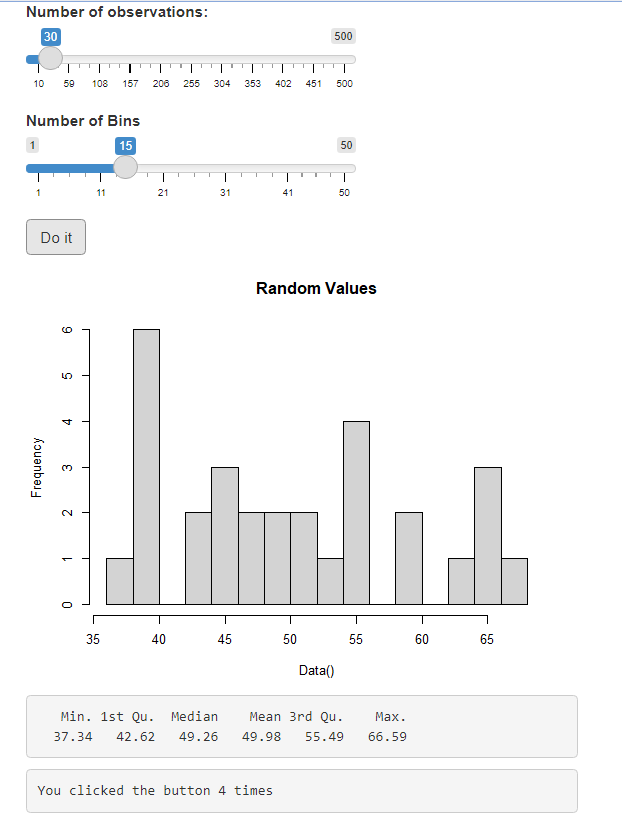 Number of observations:
30 500
10 59 108 157 206 255 304 353 402 451 500
Number of Bins
1 15 50
1 11 21 31 41 50
Do it
Random Values
Frequency
6
5
4
3
2
1
0
35 40 45 50 55 60 65
Data()
Min. 1st Qu. Median Mean 3rd Qu. Max.
37.34 42.62 49.26 49.98 55.49 66.59
You clicked the button 4 times